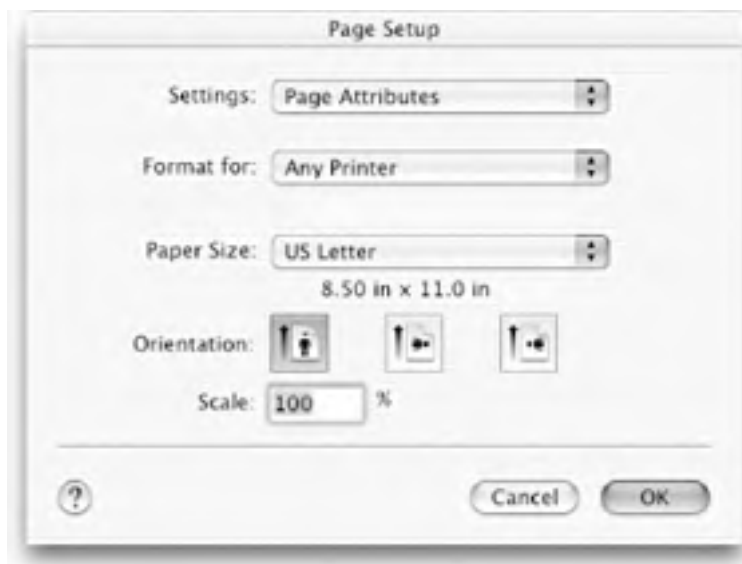 Page Setup
Settings: Page Attributes
Format for: Any Printer
Paper Size: US Letter
8.50 in x 11.0 in
Orientation:
Scale: 100 %
? Cancel OK